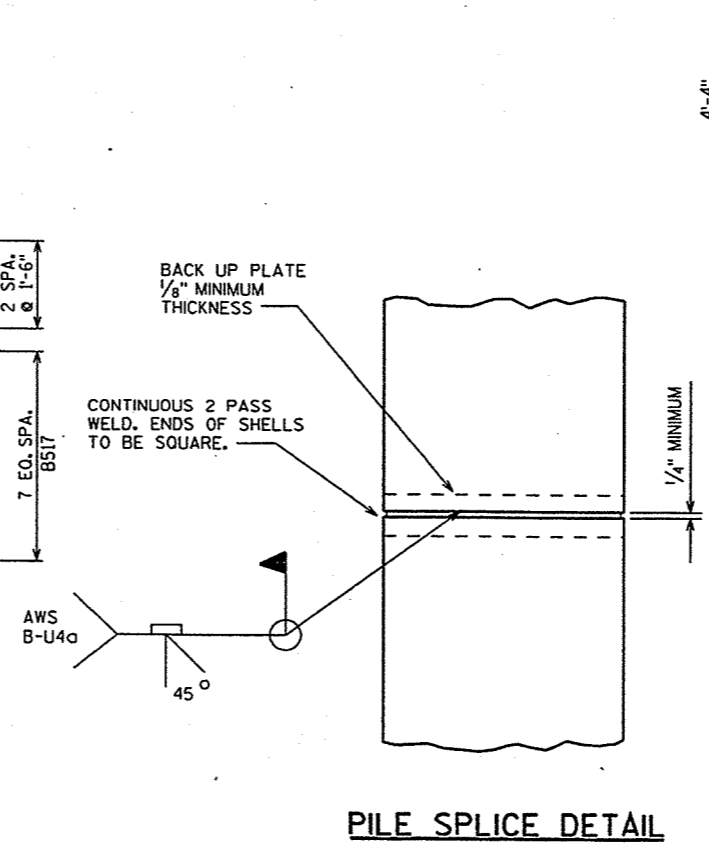 4'-4"
2 SPA.
@ 1'-6"
7 EQ. SPA.
B517
BACK UP PLATE
1/8" MINIMUM
THICKNESS
CONTINUOUS 2 PASS
WELD. ENDS OF SHELLS
TO BE SQUARE.
1/4" MINIMUM
AWS
B-U4a
45°
PILE SPLICE DETAIL